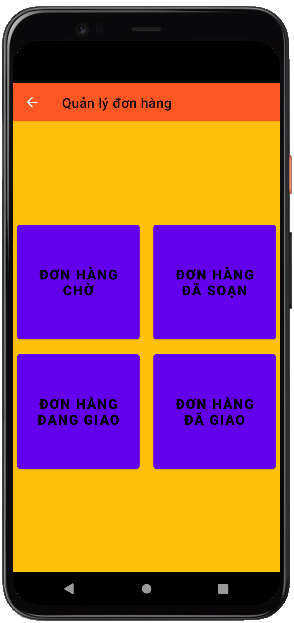 Quản lý đơn hàng
ĐƠN HÀNG
CHỜ
ĐƠN HÀNG
ĐÃ SOẠN
ĐƠN HÀNG
ĐANG GIAO
ĐƠN HÀNG
ĐÃ GIAO